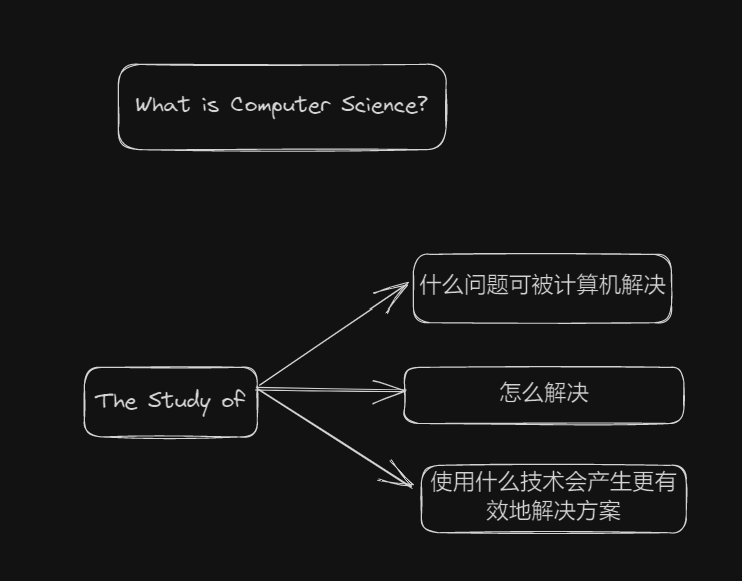 What is Computer Science?
什么问题可被计算机解决
The Study of
怎么解决
使用什么技术会产生更有
效地解决方案